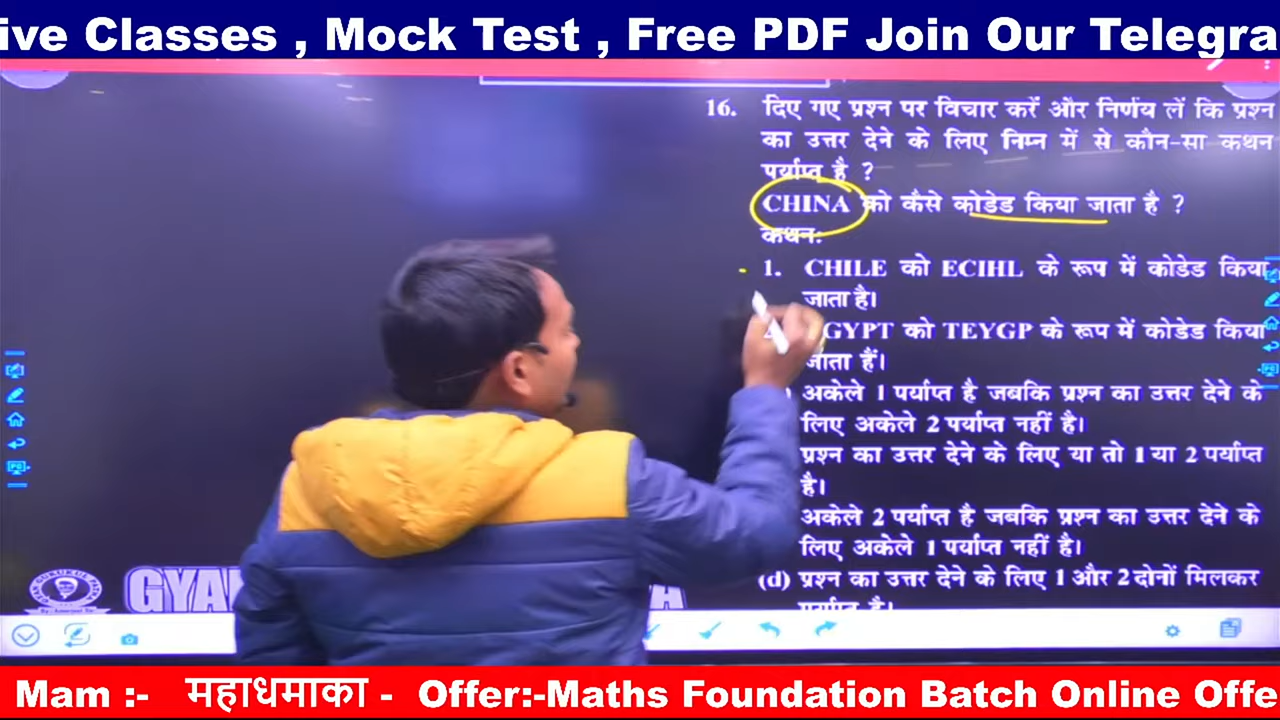 ive Classes , Mock Test , Free PDF Join Our Telegra
16. दिए गए प्रश्न पर विचार करें और निर्णय लें कि प्रश्न
का उत्तर देने के लिए निम्न में से कौन-सा कथन
पर्याप्त है ?
CHINA को कैसे कोडेड किया जाता है ?
कथन:
1. CHILE को ECIHL के रूप में कोडेड किया
जाता है।
GYPT को TEYGP के रूप में कोडेड किया
जाता हैं।
अकेले 1 पर्याप्त है जबकि प्रश्न का उत्तर देने के
लिए अकेले 2 पर्याप्त नहीं है।
प्रश्न का उत्तर देने के लिए या तो 1 या 2 पर्याप्त
है।
अकेले 2 पर्याप्त है जबकि प्रश्न का उत्तर देने के
लिए अकेले 1 पर्याप्त नहीं है।
(d) प्रश्न का उत्तर देने के लिए 1 और 2 दोनों मिलकर
पर्याप्त है।
GYAN
Mam :- महाधमाका - Offer:-Maths Foundation Batch Online Offe